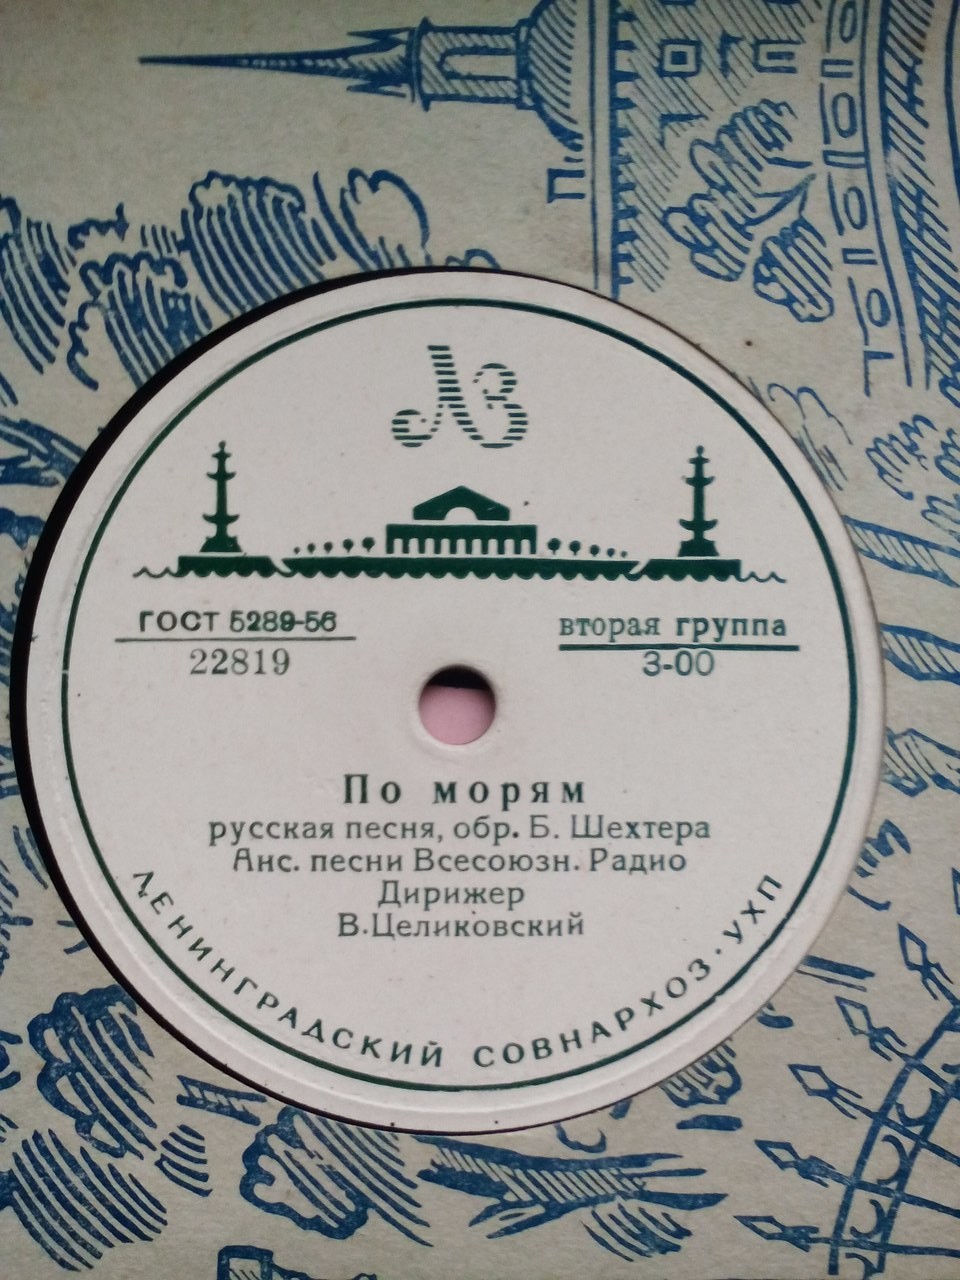 ЛЗ
ГОСТ 5289-56
22819
вторая группа
3-00
По морям
русская песня, обр. Б. Шехтера
Анс. песни Всесоюзн. Радио
Дирижер
В.Целиковский
ЛЕНИНГРАДСКИЙ СОВНАРХОЗ · УХП